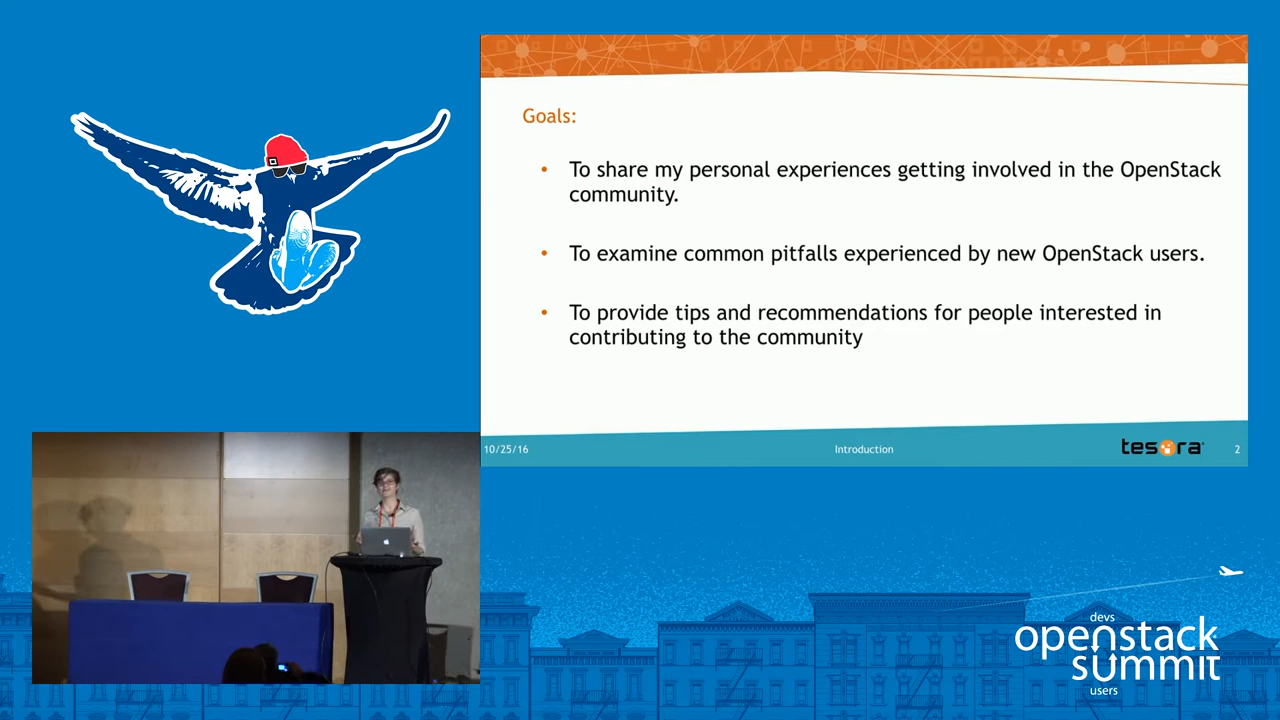 Goals:
• To share my personal experiences getting involved in the OpenStack
community.
• To examine common pitfalls experienced by new OpenStack users.
• To provide tips and recommendations for people interested in
contributing to the community
10/25/16
Introduction
tesora
2
devs
openstack
summit
users